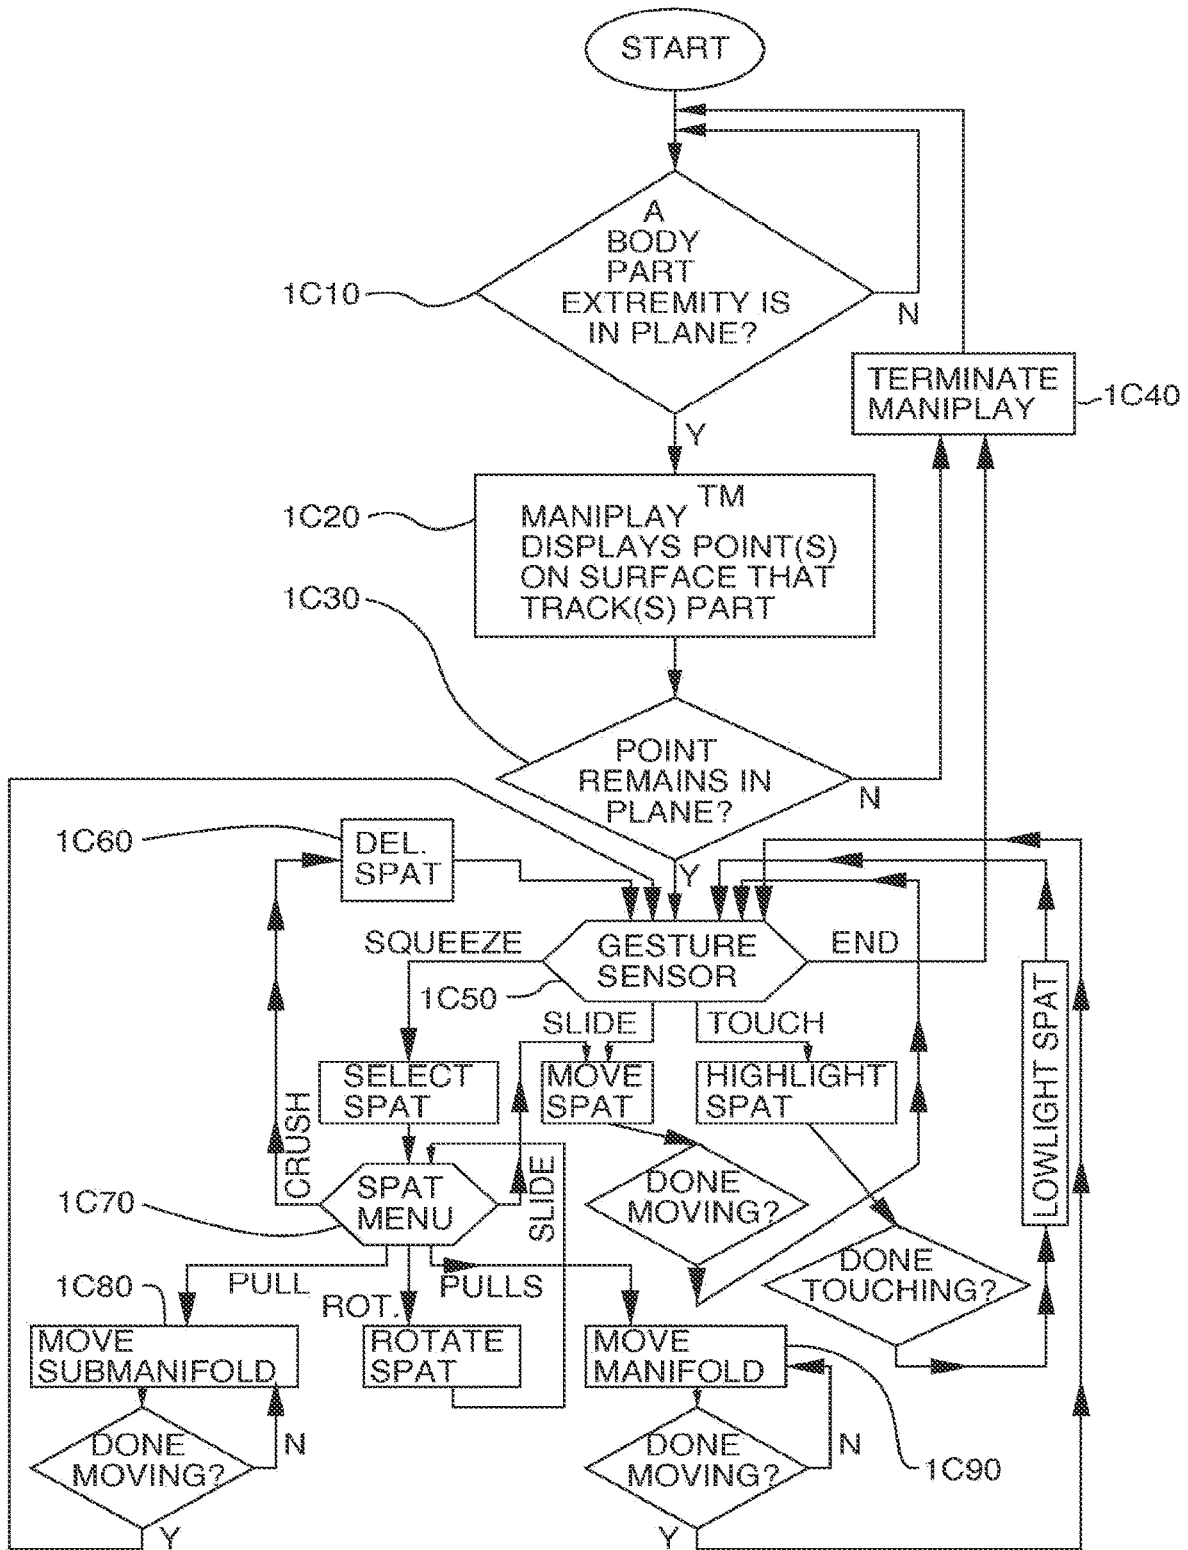 START
A
BODY
PART
EXTREMITY IS
IN PLANE?
1C10
N
TERMINATE
MANIPLAY
1C40
Y
TM
MANIPLAY
DISPLAYS POINT(S)
ON SURFACE THAT
TRACK(S) PART
1C20
1C30
POINT
REMAINS IN
PLANE?
N
1C60
DEL.
SPAT
Y
SQUEEZE
GESTURE
SENSOR
END
1C50
SLIDE
TOUCH
SELECT
SPAT
MOVE
SPAT
HIGHLIGHT
SPAT
LOWLIGHT SPAT
CRUSH
SLIDE
1C70
SPAT
MENU
DONE
MOVING?
DONE
TOUCHING?
1C80
PULL
ROT.
PULLS
MOVE
SUBMANIFOLD
ROTATE
SPAT
MOVE
MANIFOLD
DONE
MOVING?
N
DONE
MOVING?
N
1C90
Y
Y